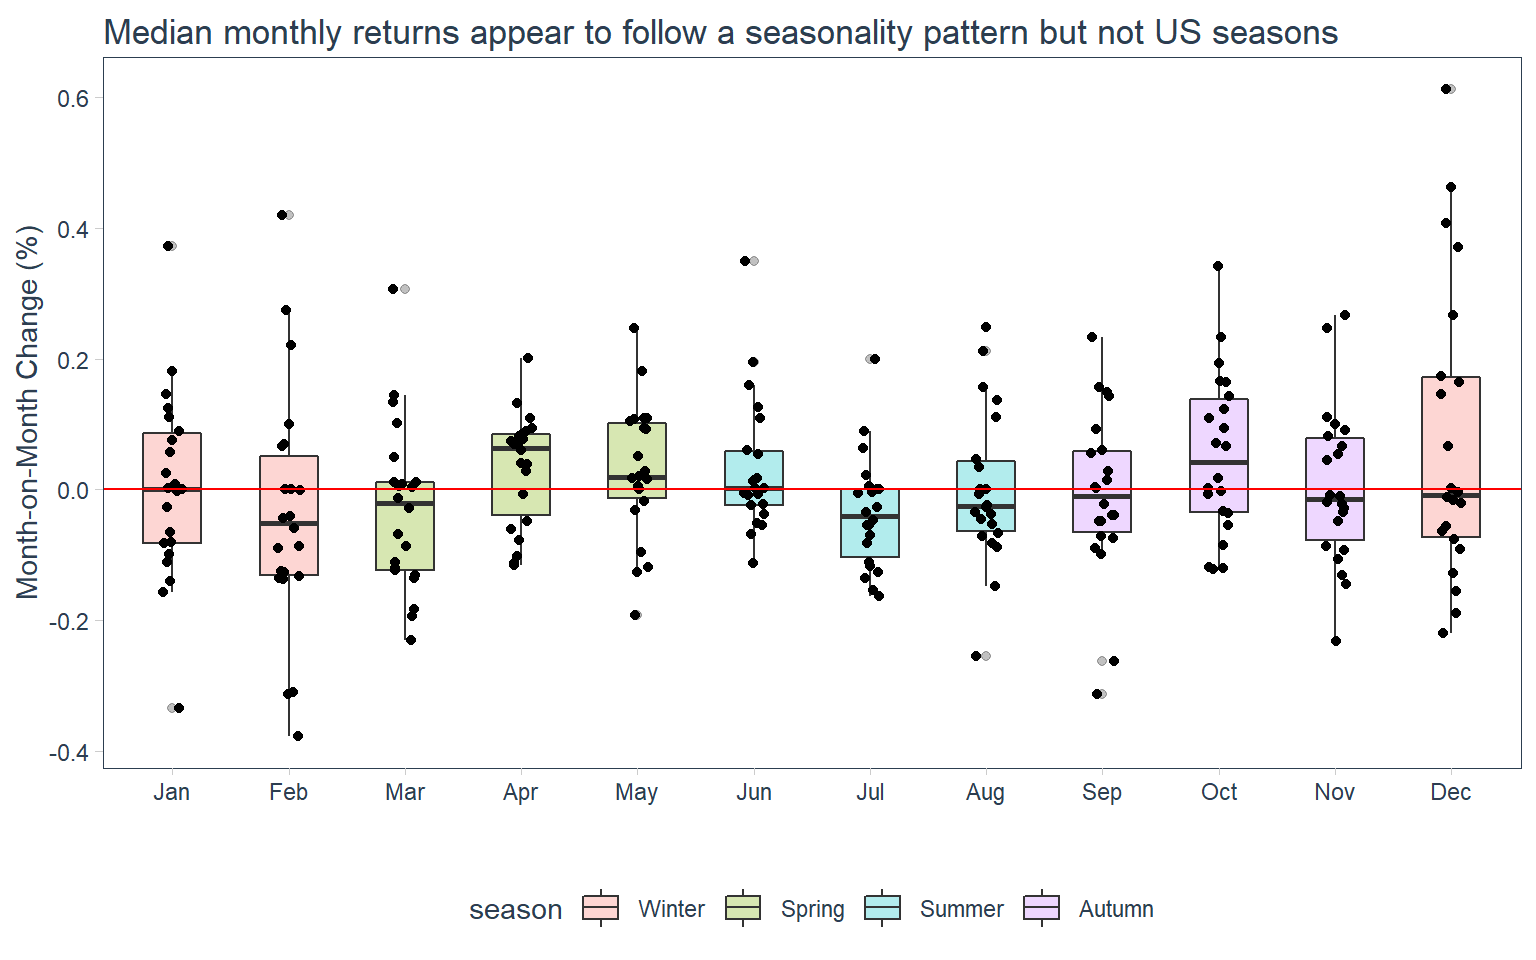 Median monthly returns appear to follow a seasonality pattern but not US seasons
Month-on-Month Change (%)
0.6
0.4
0.2
0.0
-0.2
-0.4
Jan Feb Mar Apr May Jun Jul Aug Sep Oct Nov Dec
season Winter Spring Summer Autumn